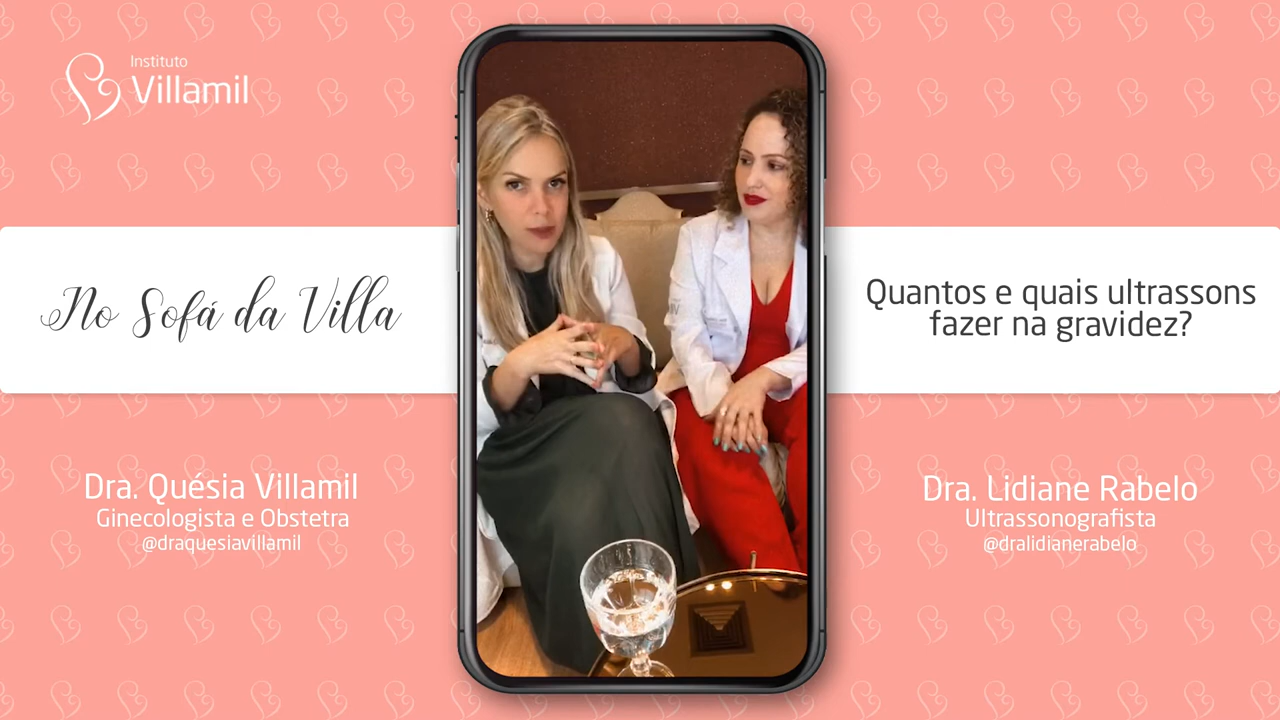 Instituto
Villamil
No Sofá da Villa
Quantos e quais ultrassons
fazer na gravidez?
Dra. Quésia Villamil
Ginecologista e Obstetra
@draquesiavillamil
Dra. Lidiane Rabelo
Ultrassonografista
@dralidianerabelo